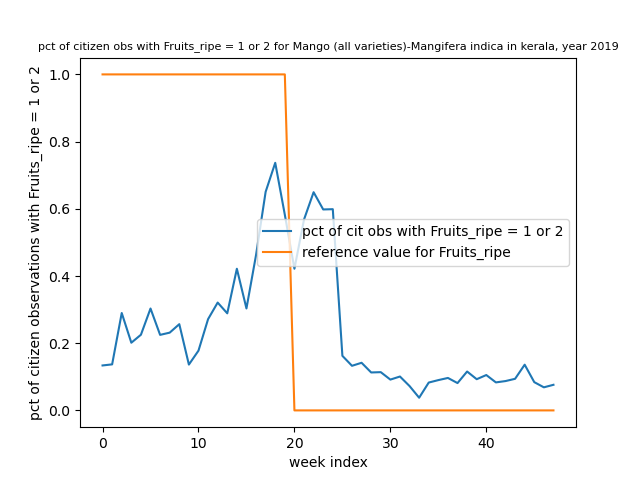 pct of citizen obs with Fruits_ripe = 1 or 2 for Mango (all varieties)-Mangifera indica in kerala, year 2019
pct of citizen observations with Fruits_ripe = 1 or 2
1.0
0.8
0.6
0.4
0.2
0.0
pct of cit obs with Fruits_ripe = 1 or 2
reference value for Fruits_ripe
0 10 20 30 40
week index